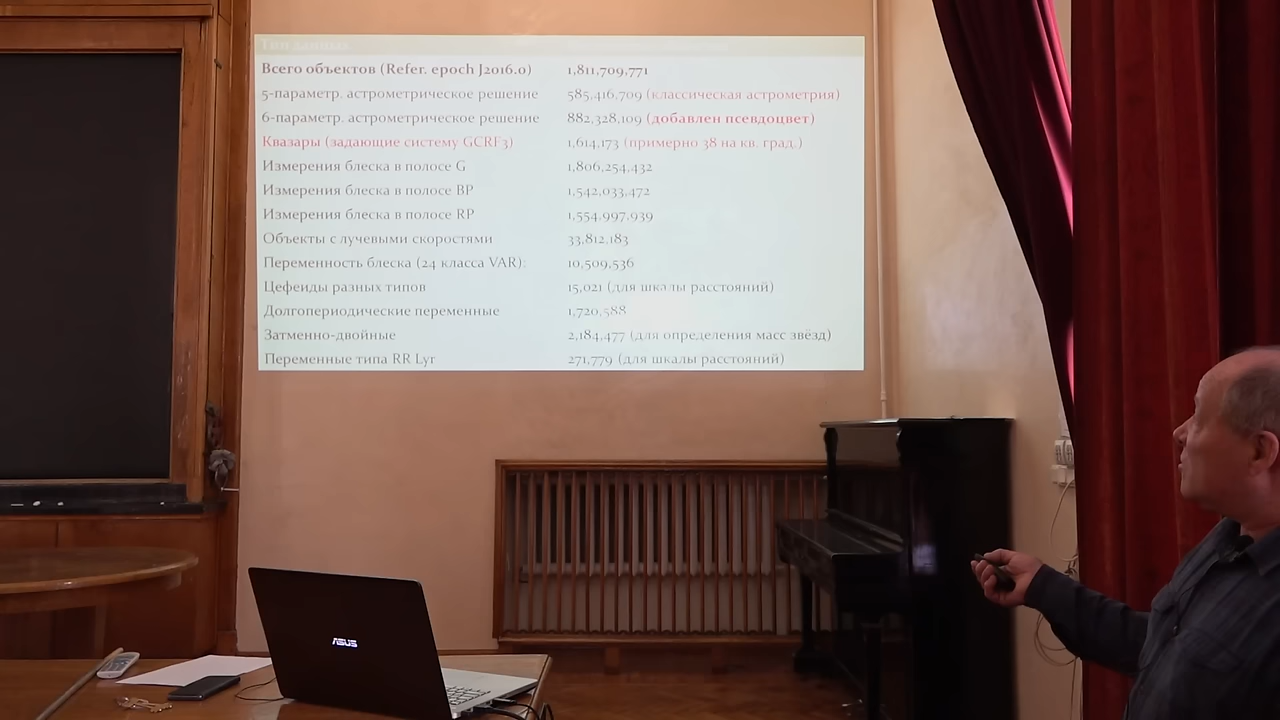 Всего объектов (Refer. epoch J2016.0) 1,811,709,771
5-параметр. астрометрическое решение 585,416,709 (классическая астрометрия)
6-параметр. астрометрическое решение 882,328,109 (добавлен псевдоцвет)
Квазары (задающие систему GCRF3) 1,614,173 (примерно 38 на кв. град.)
Измерения блеска в полосе G 1,806,254,432
Измерения блеска в полосе BP 1,542,033,472
Измерения блеска в полосе RP 1,554,997,939
Объекты с лучевыми скоростями 33,812,183
Переменность блеска (24 класса VAR): 10,509,536
Цефеиды разных типов 15,021 (для шкалы расстояний)
Долгопериодические переменные 1,720,588
Затменно-двойные 2,184,477 (для определения масс звёзд)
Переменные типа RR Lyr 271,779 (для шкалы расстояний)
ASUS